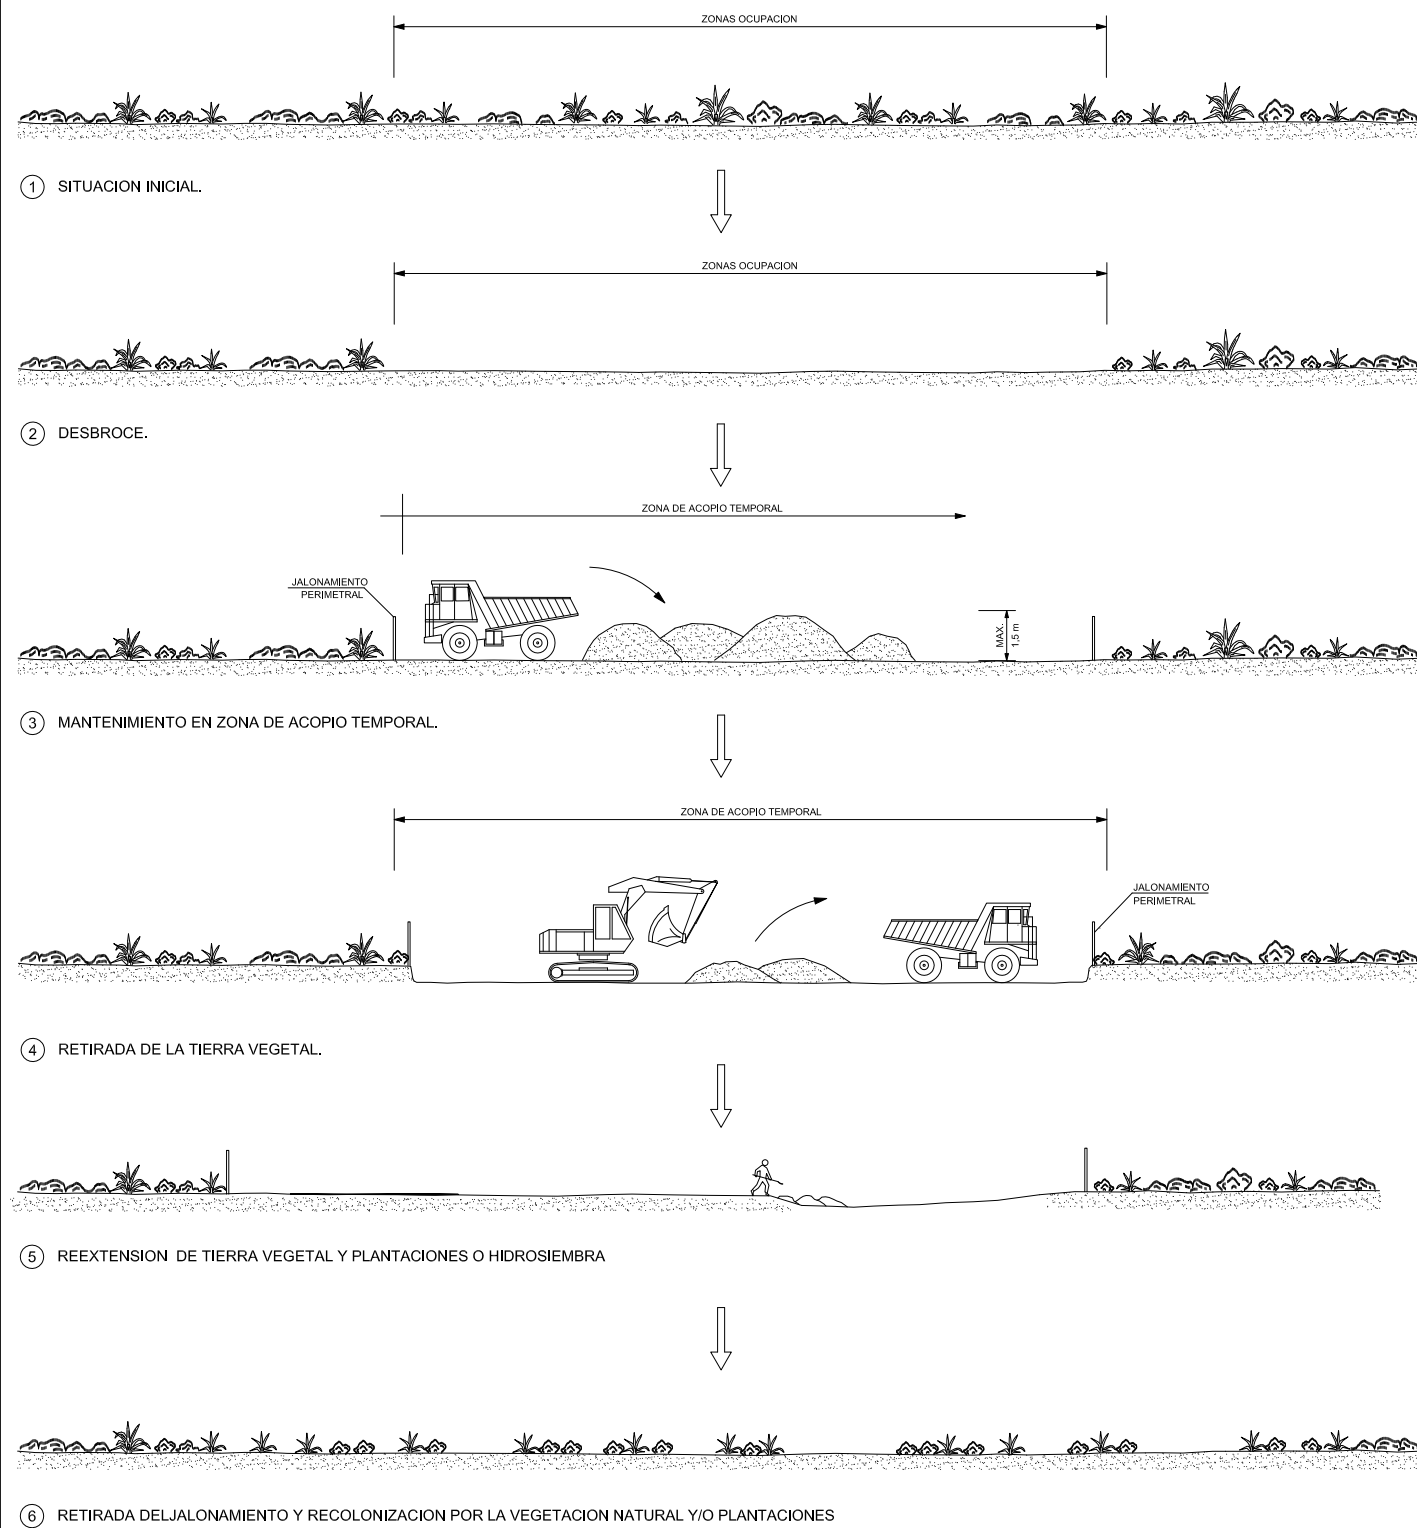 ZONAS OCUPACION
1 SITUACION INICIAL.
ZONAS OCUPACION
2 DESBROCE.
ZONA DE ACOPIO TEMPORAL
JALONAMIENTO
PERIMETRAL
MAX.
1,5 m
3 MANTENIMIENTO EN ZONA DE ACOPIO TEMPORAL.
ZONA DE ACOPIO TEMPORAL
JALONAMIENTO
PERIMETRAL
4 RETIRADA DE LA TIERRA VEGETAL.
5 REEXTENSION DE TIERRA VEGETAL Y PLANTACIONES O HIDROSIEMBRA
6 RETIRADA DELJALONAMIENTO Y RECOLONIZACION POR LA VEGETACION NATURAL Y/O PLANTACIONES